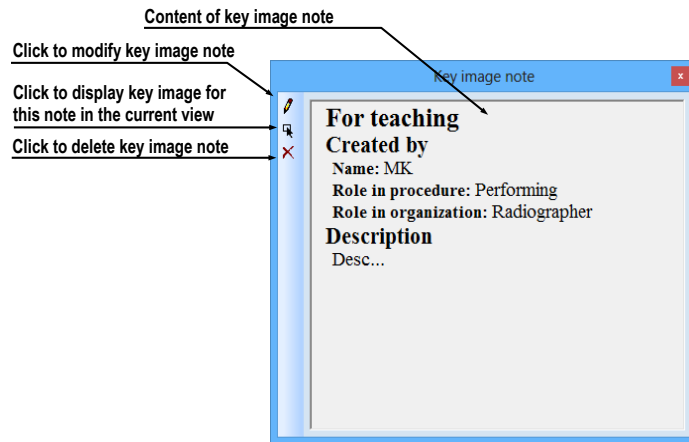 Content of key image note
Click to modify key image note
Key image note
x
Click to display key image for
this note in the current view
Click to delete key image note
For teaching
Created by
Name: MK
Role in procedure: Performing
Role in organization: Radiographer
Description
Desc...